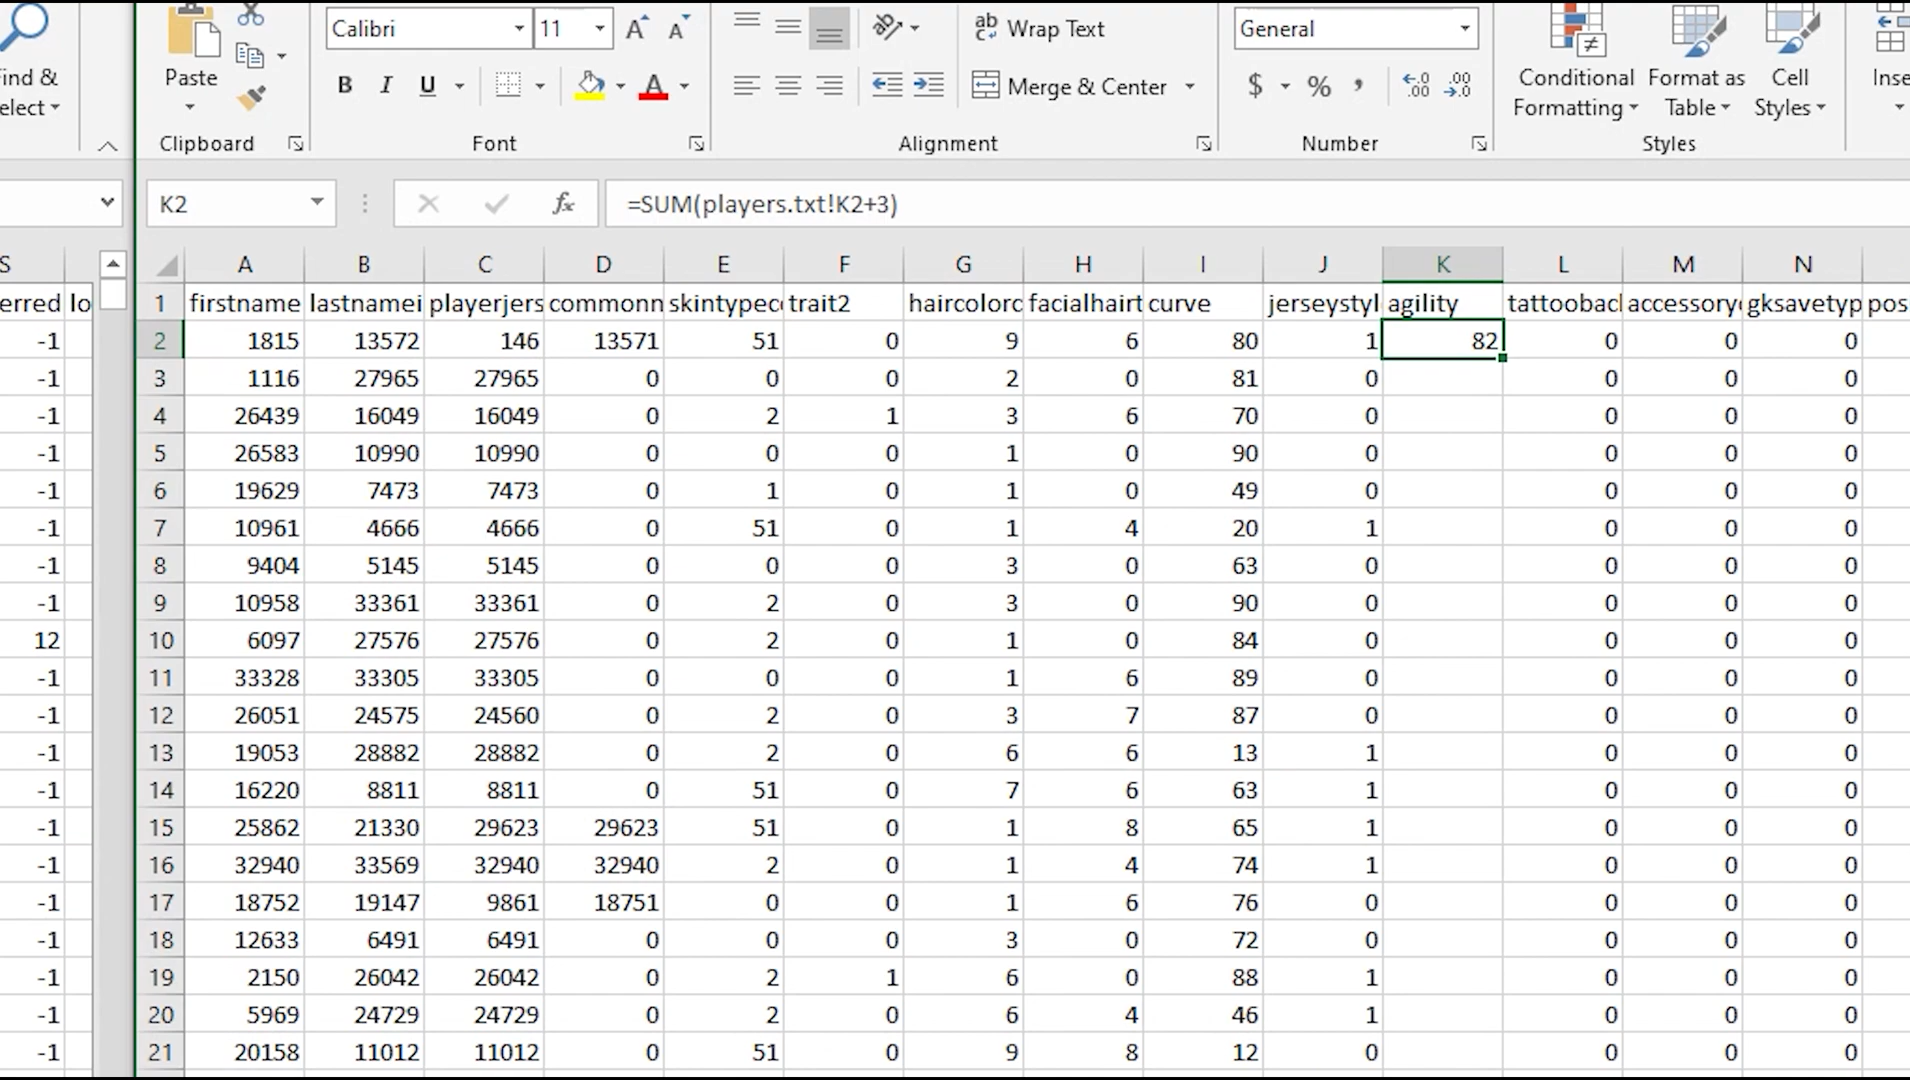 Calibri 11 ab Wrap Text General
Find &
elect
Paste
B I U
Merge & Center
$ % ,
Conditional
Formatting
Format as
Table
Cell
Styles
Inse
Clipboard Font Alignment Number Styles
K2 fx =SUM(players.txt!K2+3)
S A B C D E F G H I J K L M N
erred lo 1 firstname lastnamei playerjers commonn skintypec trait2 haircolorc facialhairt curve jerseystyl agility tattooback accessory gksavetyp pos
-1 2 1815 13572 146 13571 51 0 9 6 80 1 82 0 0 0
-1 3 1116 27965 27965 0 0 0 2 0 81 0 0 0 0
-1 4 26439 16049 16049 0 2 1 3 6 70 0 0 0 0
-1 5 26583 10990 10990 0 0 0 1 0 90 0 0 0 0
-1 6 19629 7473 7473 0 1 0 1 0 49 0 0 0 0
-1 7 10961 4666 4666 0 51 0 1 4 20 1 0 0 0
-1 8 9404 5145 5145 0 0 0 3 0 63 0 0 0 0
-1 9 10958 33361 33361 0 2 0 3 0 90 0 0 0 0
12 10 6097 27576 27576 0 2 0 1 0 84 0 0 0 0
-1 11 33328 33305 33305 0 0 0 1 6 89 0 0 0 0
-1 12 26051 24575 24560 0 2 0 3 7 87 0 0 0 0
-1 13 19053 28882 28882 0 2 0 6 6 13 1 0 0 0
-1 14 16220 8811 8811 0 51 0 7 6 63 1 0 0 0
-1 15 25862 21330 29623 29623 51 0 1 8 65 1 0 0 0
-1 16 32940 33569 32940 32940 2 0 1 4 74 1 0 0 0
-1 17 18752 19147 9861 18751 0 0 1 6 76 0 0 0 0
-1 18 12633 6491 6491 0 0 0 3 0 72 0 0 0 0
-1 19 2150 26042 26042 0 2 1 6 0 88 1 0 0 0
-1 20 5969 24729 24729 0 2 0 6 4 46 1 0 0 0
-1 21 20158 11012 11012 0 51 0 9 8 12 0 0 0 0